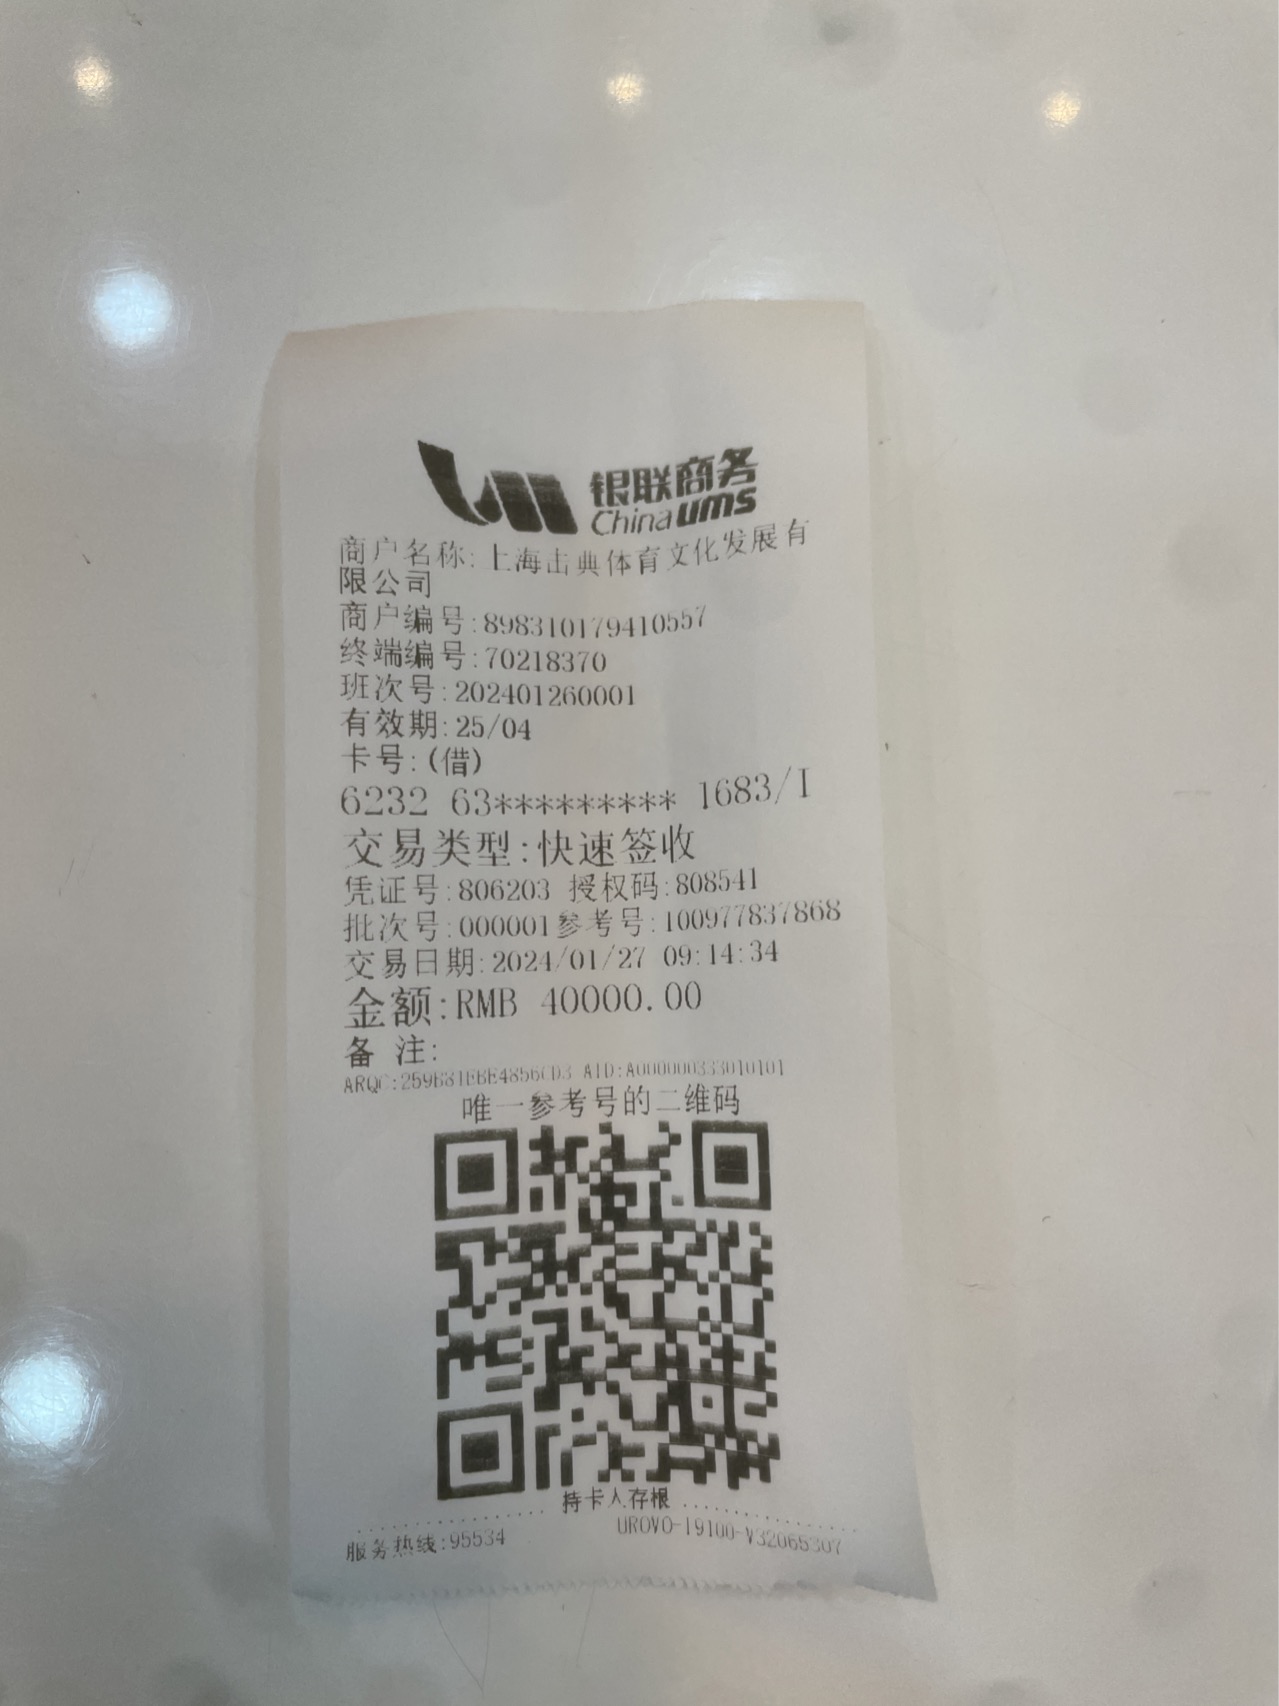 银联商务
China ums
商户名称:上海击典体育文化发展有
限公司
商户编号:898310179410557
终端编号:70218370
班次号:202401260001
有效期:25/04
卡号:(借)
6232 63********* 1683/I
交易类型:快速签收
凭证号:806203 授权码:808541
批次号:000001参考号:100977837868
交易日期:2024/01/27 09:14:34
金额:RMB 40000.00
备 注:
ARQC:259B81EBE4856CD3 AID:A000000333010101
唯一参考号的二维码
持卡人存根
服务热线:95534 UROVO-I9100-V32065307